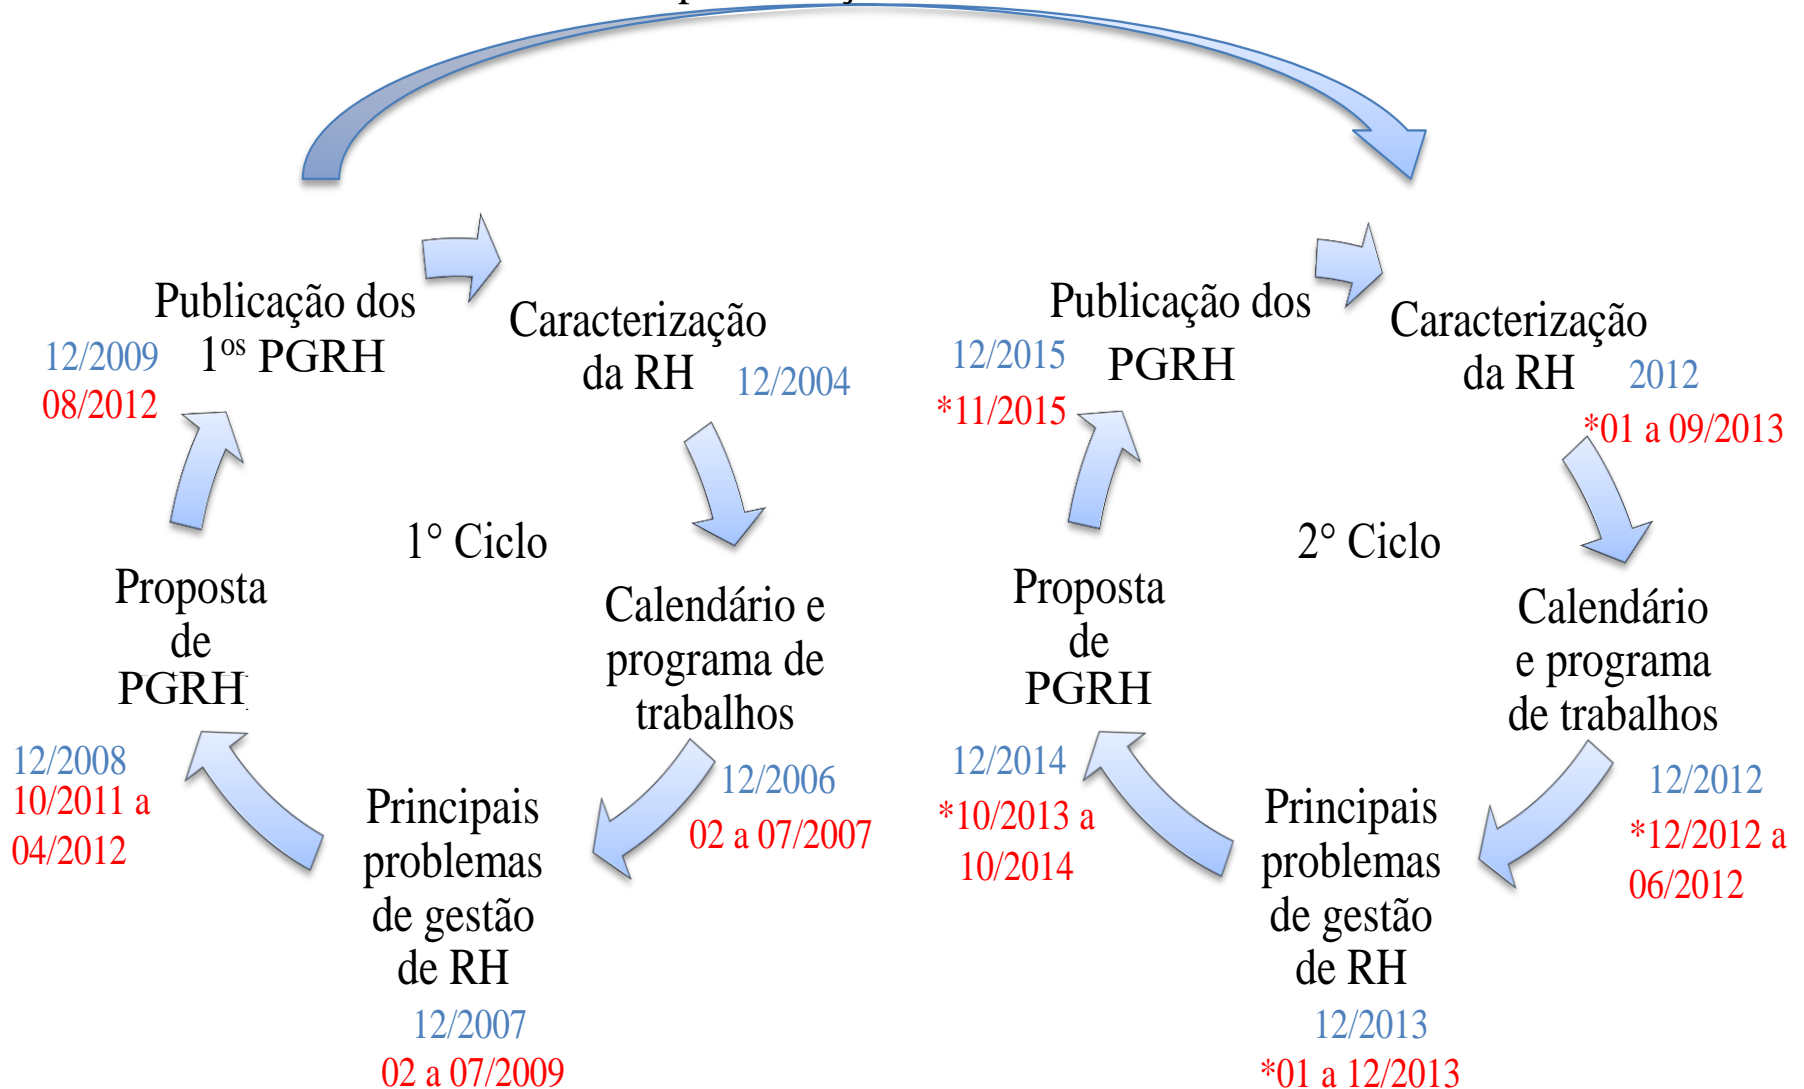 Publicação dos
1os PGRH
12/2009
08/2012
Caracterização
da RH
12/2004
1° Ciclo
Calendário e
programa de
trabalhos
12/2006
02 a 07/2007
Principais
problemas
de gestão
de RH
12/2007
02 a 07/2009
Proposta
de
PGRH
12/2008
10/2011 a
04/2012
Publicação dos
PGRH
12/2015
*11/2015
Caracterização
da RH
2012
*01 a 09/2013
2° Ciclo
Calendário
e programa
de trabalhos
12/2012
*12/2012 a
06/2012
Principais
problemas
de gestão
de RH
12/2013
*01 a 12/2013
Proposta
de
PGRH
12/2014
*10/2013 a
10/2014